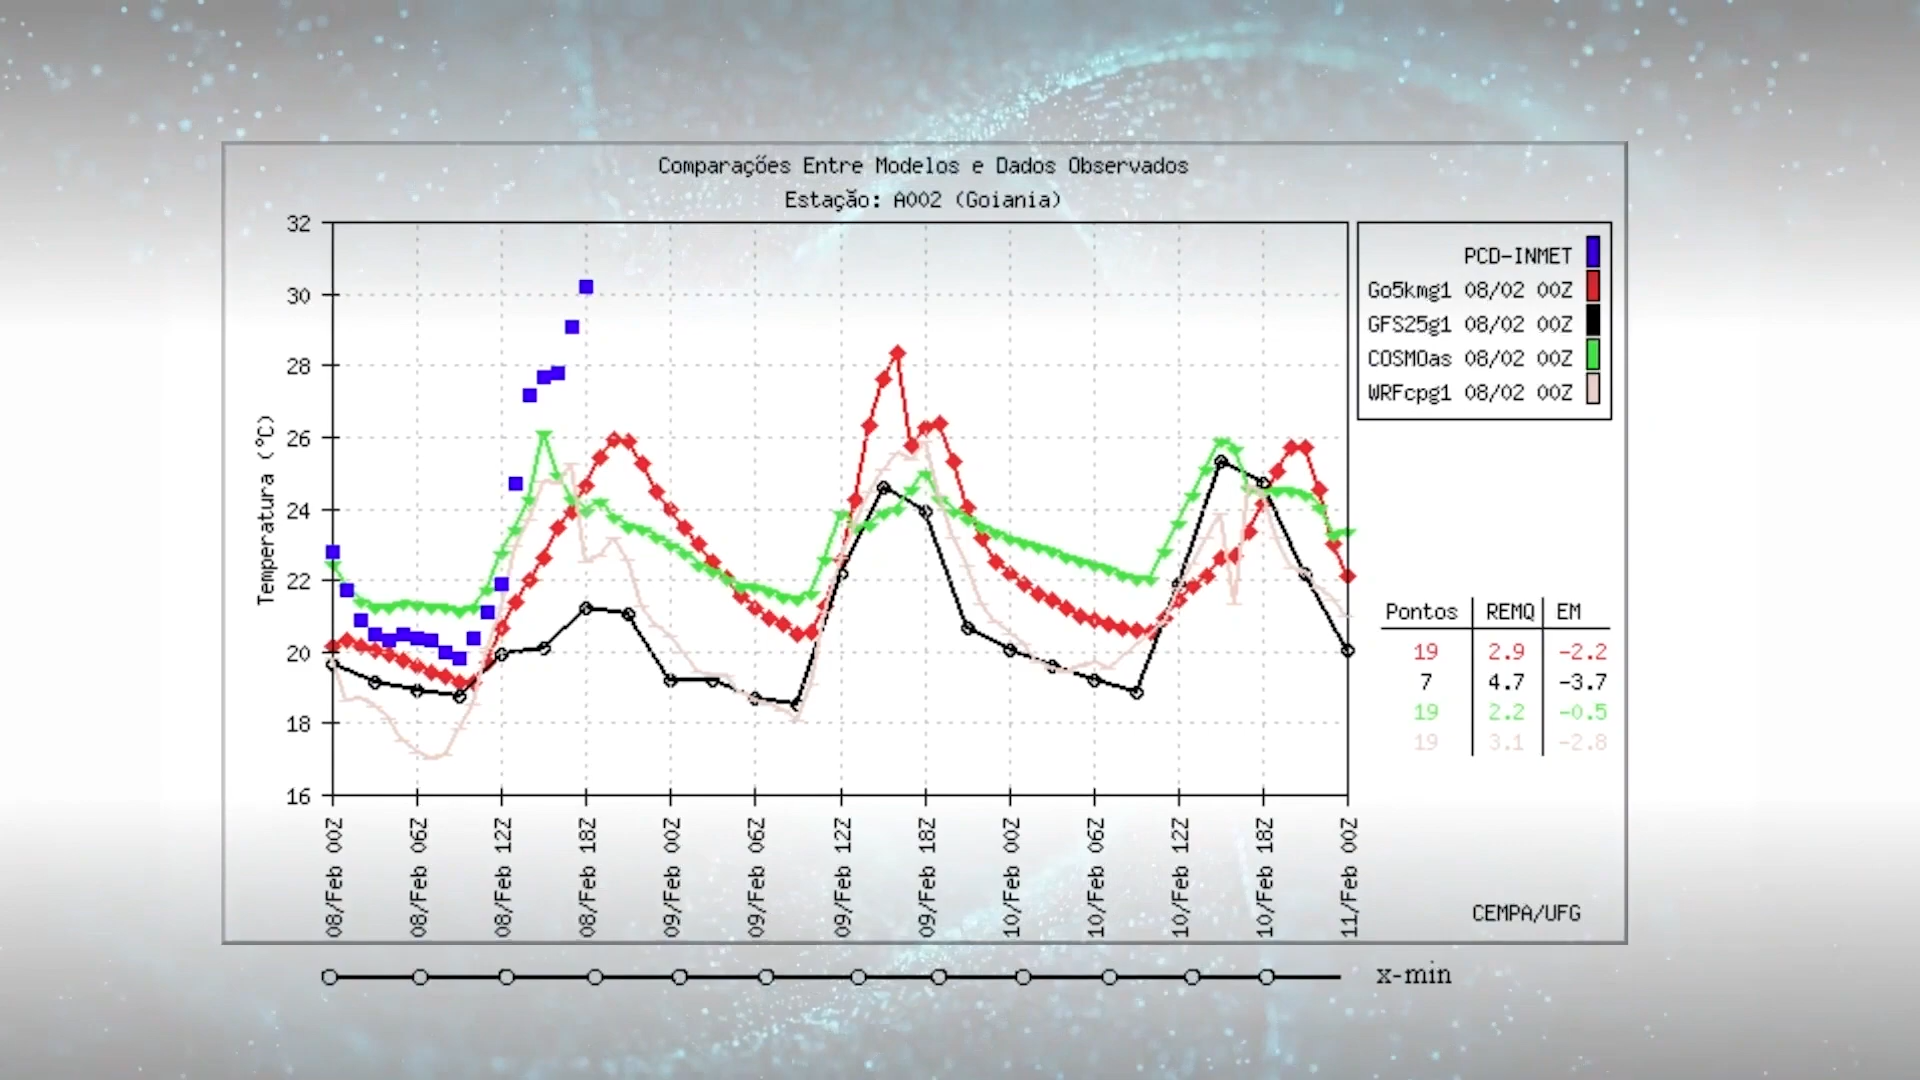 Comparações Entre Modelos e Dados Observados
Estação: A002 (Goiania)
Temperatura (°C)
32
30
28
26
24
22
20
18
16
08/Feb 00Z
08/Feb 06Z
08/Feb 12Z
08/Feb 18Z
09/Feb 00Z
09/Feb 06Z
09/Feb 12Z
09/Feb 18Z
10/Feb 00Z
10/Feb 06Z
10/Feb 12Z
10/Feb 18Z
11/Feb 00Z
PCD-INMET
Go5kmg1 08/02 00Z
GFS25g1 08/02 00Z
COSMOas 08/02 00Z
WRFcpg1 08/02 00Z
Pontos REMQ EM
19 2.9 -2.2
7 4.7 -3.7
19 2.2 -0.5
19 3.1 -2.8
CEMPA/UFG
x-min